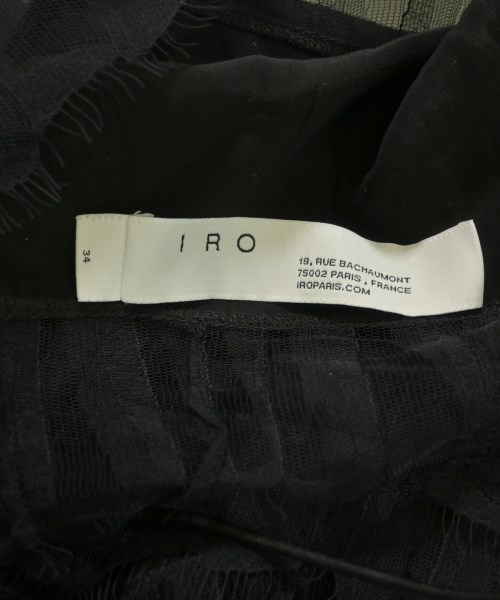 34
IRO
19, RUE BACHAUMONT
75002 PARIS . FRANCE
IROPARIS.COM